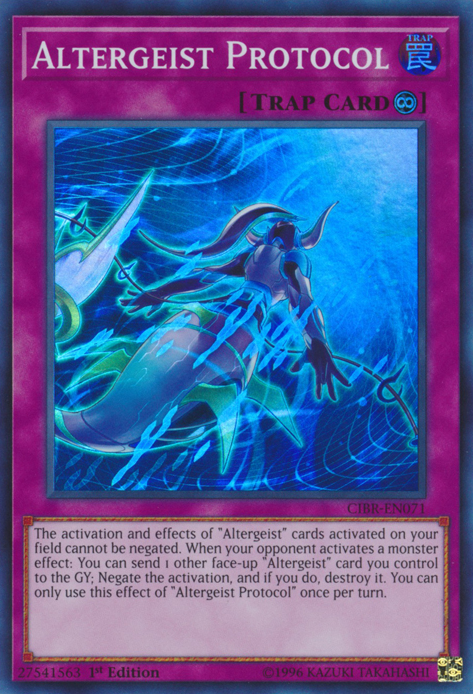 ALTERGEIST PROTOCOL
TRAP
罠
[TRAP CARD∞]
CIBR-EN071
The activation and effects of "Altergeist" cards activated on your
field cannot be negated. When your opponent activates a monster
effect: You can send 1 other face-up "Altergeist" card you control
to the GY; Negate the activation, and if you do, destroy it. You can
only use this effect of "Altergeist Protocol" once per turn.
27541563 1st Edition ©1996 KAZUKI TAKAHASHI